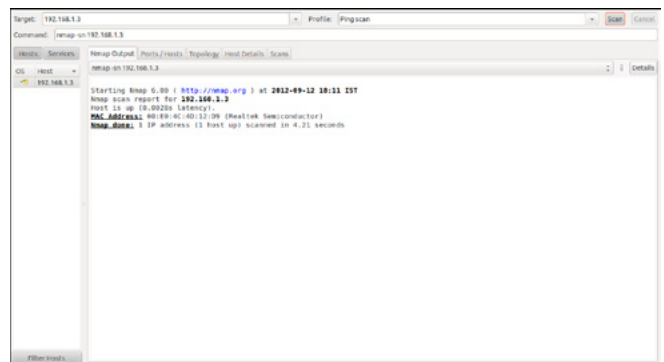 Target: 192.168.1.3 Profile: Ping scan Scan Cancel
Command: nmap -sn 192.168.1.3
Hosts Services Nmap Output Ports / Hosts Topology Host Details Scans
OS Host nmap -sn 192.168.1.3 Details
192.168.1.3
Starting Nmap 6.00 ( http://nmap.org ) at 2012-09-12 18:11 IST
Nmap scan report for 192.168.1.3
Host is up (0.0020s latency).
MAC Address: 00:E0:4C:4D:12:D9 (Realtek Semiconductor)
Nmap done: 1 IP address (1 host up) scanned in 4.21 seconds
Filter Hosts